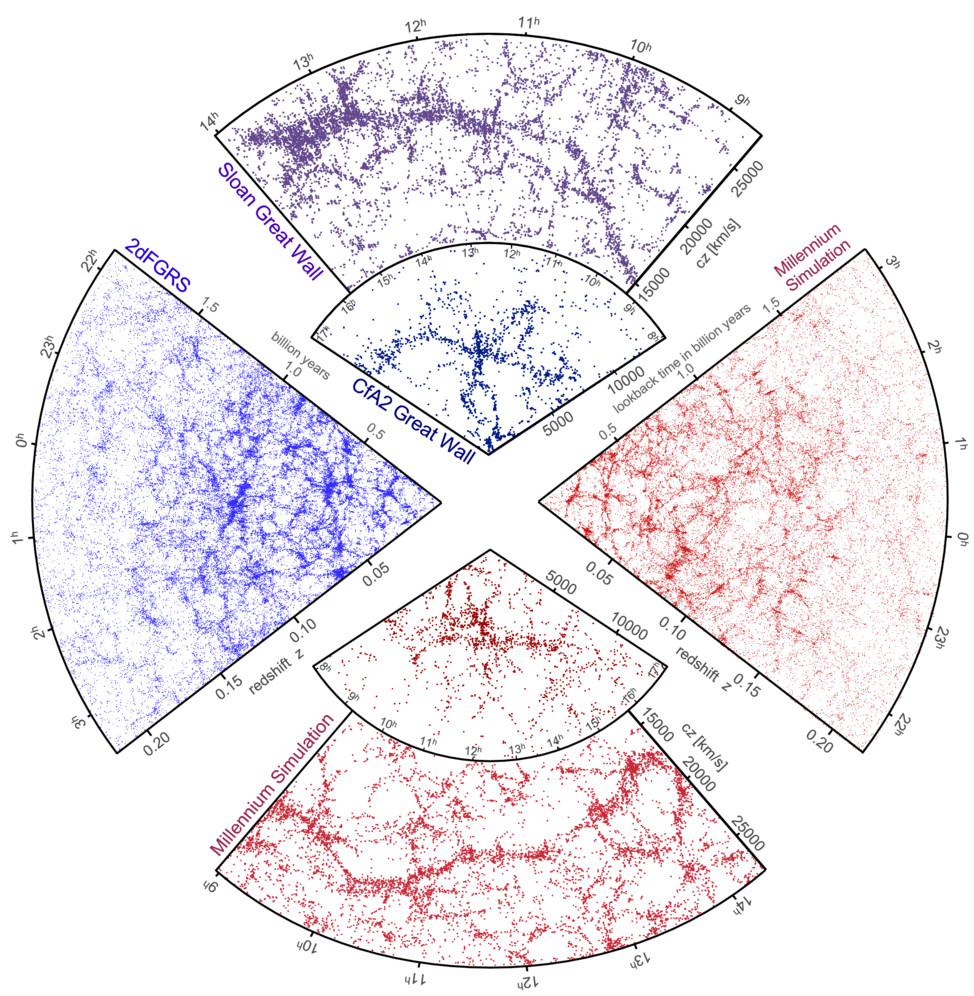 12ʰ
11ʰ
13ʰ
10ʰ
14ʰ
9ʰ
Sloan Great Wall
25000
20000
cz [km/s]
15000
13ʰ
12ʰ
14ʰ
11ʰ
15ʰ
10ʰ
16ʰ
9ʰ
17ʰ
8ʰ
CfA2 Great Wall
10000
5000
2dFGRS
22ʰ
23ʰ
0ʰ
1ʰ
2ʰ
3ʰ
1.5
billion years
1.0
0.5
0.05
0.10
redshift z
0.15
0.20
Millennium
Simulation
3ʰ
2ʰ
1ʰ
0ʰ
23ʰ
22ʰ
1.5
lookback time in billion years
1.0
0.5
0.05
0.10
redshift z
0.15
0.20
5000
10000
8ʰ
17ʰ
9ʰ
16ʰ
10ʰ
15ʰ
11ʰ
14ʰ
12ʰ
13ʰ
Millennium Simulation
15000
cz [km/s]
20000
25000
9ʰ
14ʰ
10ʰ
13ʰ
11ʰ
12ʰ